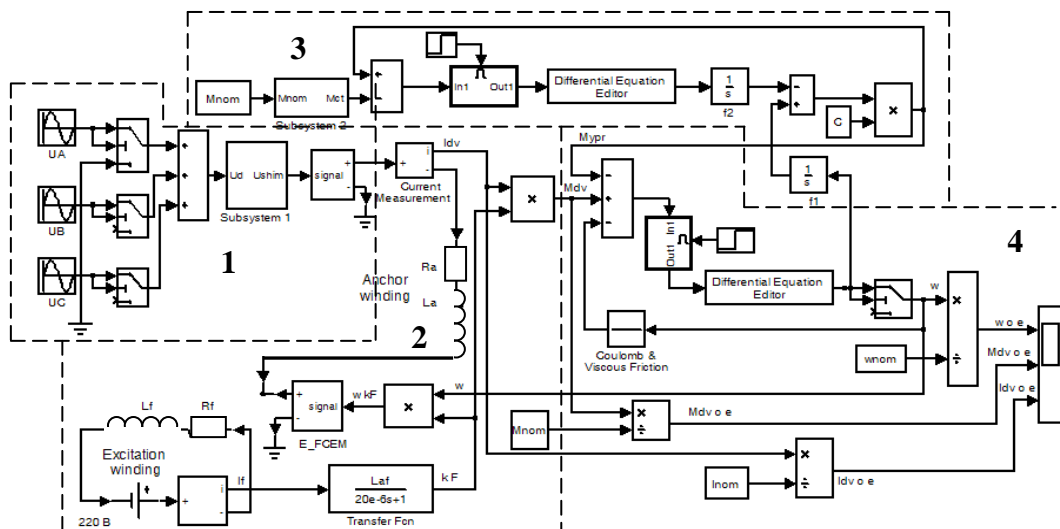 3
Mnom
Mnom Mct
Subsystem 2
+
-
In1 Out1
Differential Equation
Editor
1
s
f2
-
+
G
×
1
s
f1
UA
UB
UC
+
+
+
Ud Ushim
Subsystem 1
signal
+
-
+
i
-
Current
Measurement
Idv
×
Mdv
Mypr
-
+
-
Out1 In1
Differential Equation
Editor
w
×
÷
4
w o e
Mdv o e
Idv o e
1
Ra
Anchor
winding
La
2
Coulomb &
Viscous Friction
wnom
signal
+
-
E_FCEM
w kF
×
w
Mnom
×
÷
Mdv o e
Lf
Rf
Excitation
winding
220 B
+
i
-
If
Laf
20e-6s+1
Transfer Fcn
kF
Inom
×
÷
Idv o e